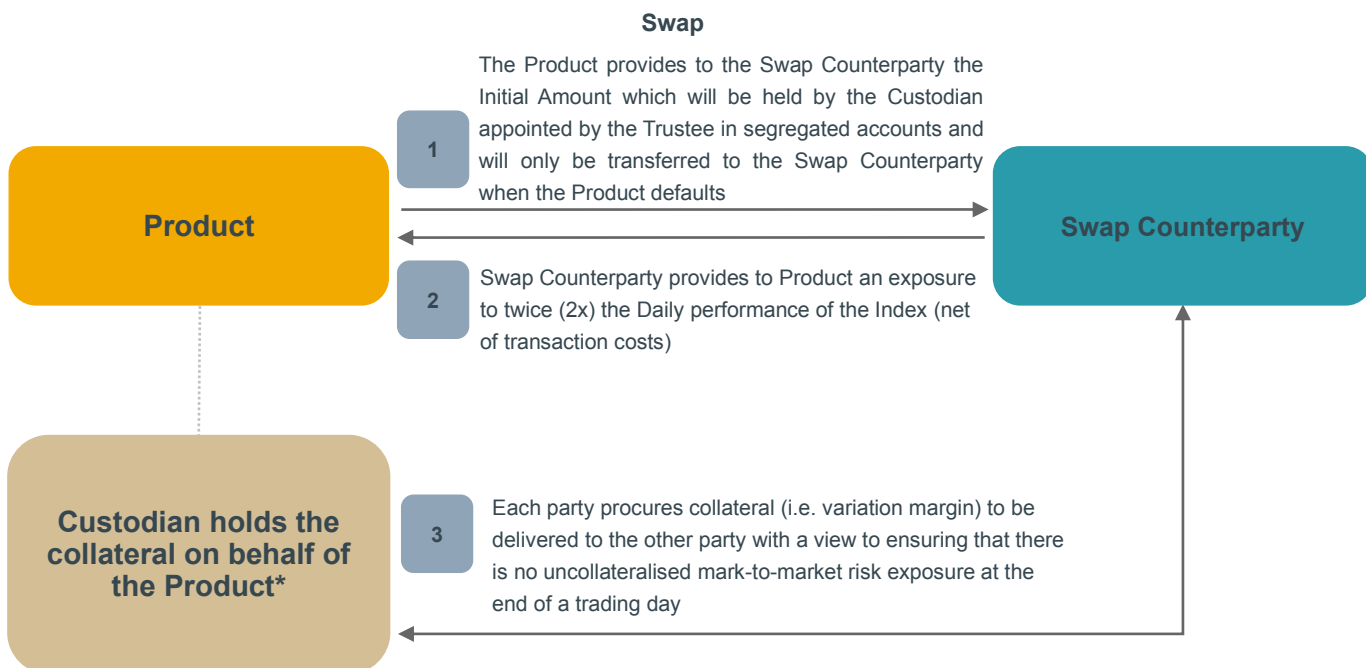 Swap
The Product provides to the Swap Counterparty the
Initial Amount which will be held by the Custodian
appointed by the Trustee in segregated accounts and
will only be transferred to the Swap Counterparty
when the Product defaults
1
Product
Swap Counterparty
2
Swap Counterparty provides to Product an exposure
to twice (2x) the Daily performance of the Index (net
of transaction costs)
Custodian holds the
collateral on behalf of
the Product*
3
Each party procures collateral (i.e. variation margin) to be
delivered to the other party with a view to ensuring that there
is no uncollateralised mark-to-market risk exposure at the
end of a trading day